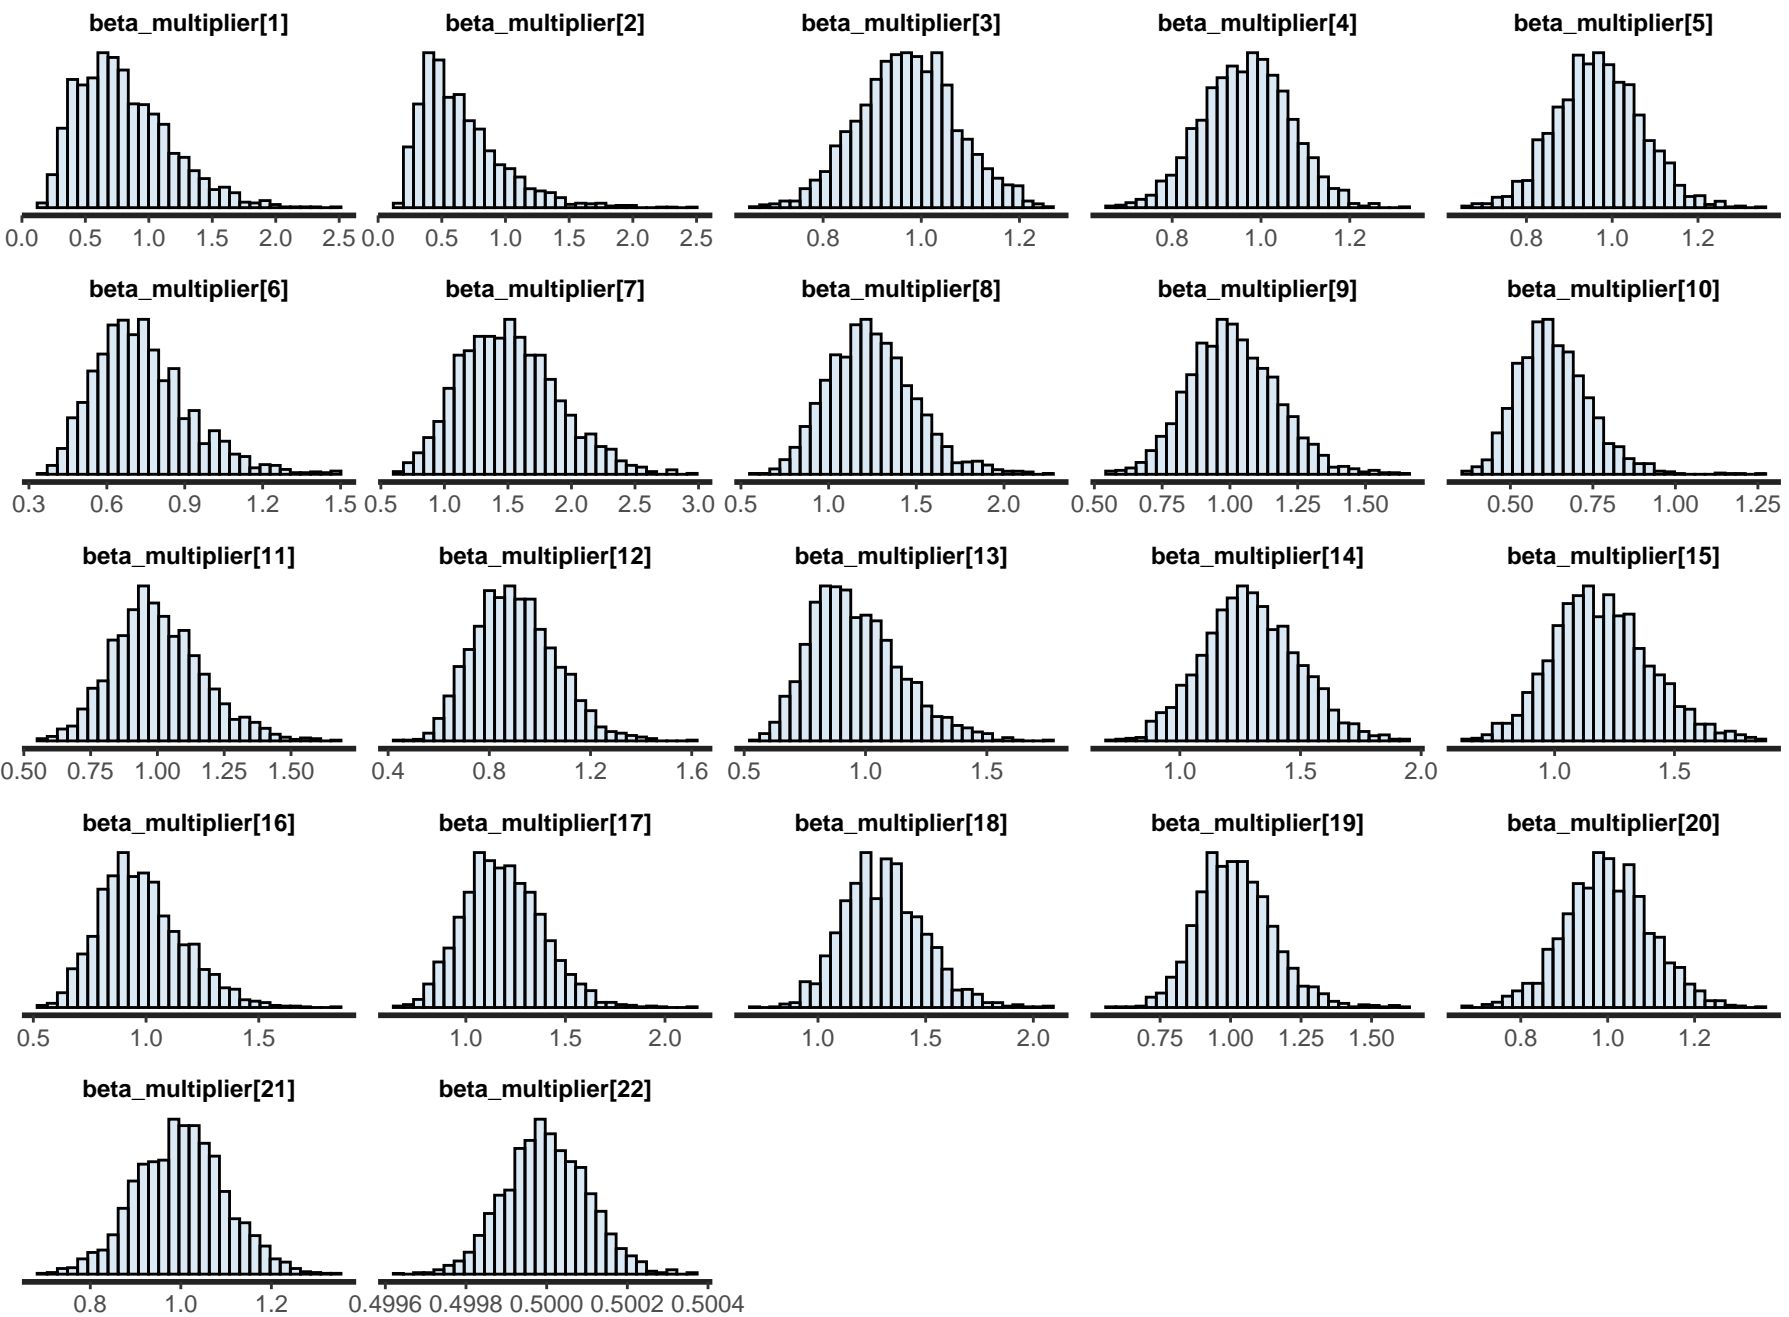 beta_multiplier[1] beta_multiplier[2] beta_multiplier[3] beta_multiplier[4] beta_multiplier[5]
0.0 0.5 1.0 1.5 2.0 2.5 0.0 0.5 1.0 1.5 2.0 2.5 0.8 1.0 1.2 0.8 1.0 1.2 0.8 1.0 1.2
beta_multiplier[6] beta_multiplier[7] beta_multiplier[8] beta_multiplier[9] beta_multiplier[10]
0.3 0.6 0.9 1.2 1.5 0.5 1.0 1.5 2.0 2.5 3.0 0.5 1.0 1.5 2.0 0.50 0.75 1.00 1.25 1.50 0.50 0.75 1.00 1.25
beta_multiplier[11] beta_multiplier[12] beta_multiplier[13] beta_multiplier[14] beta_multiplier[15]
0.50 0.75 1.00 1.25 1.50 0.4 0.8 1.2 1.6 0.5 1.0 1.5 1.0 1.5 2.0 1.0 1.5
beta_multiplier[16] beta_multiplier[17] beta_multiplier[18] beta_multiplier[19] beta_multiplier[20]
0.5 1.0 1.5 1.0 1.5 2.0 1.0 1.5 2.0 0.75 1.00 1.25 1.50 0.8 1.0 1.2
beta_multiplier[21] beta_multiplier[22]
0.8 1.0 1.2 0.4996 0.4998 0.5000 0.5002 0.5004